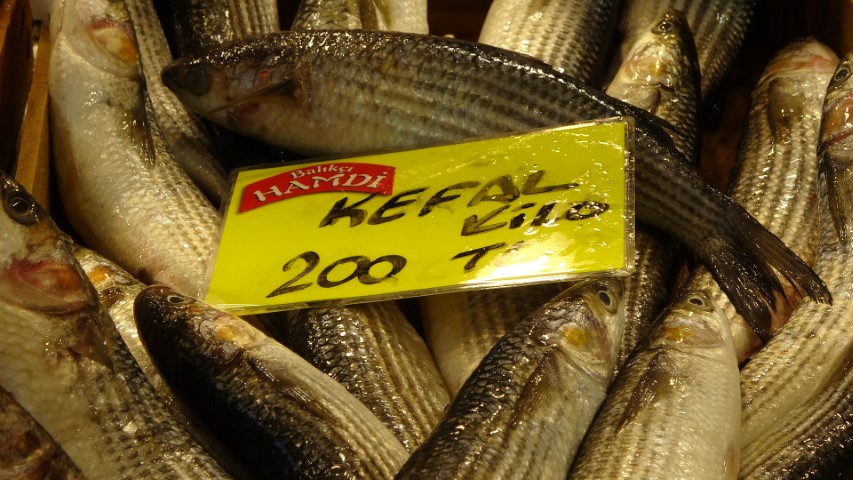 Balıkçı
HAMDİ
KEFAL
Kilo
200 TL